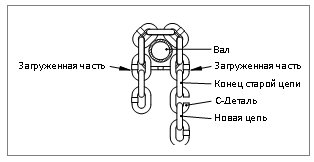 Вал
Загруженная часть
Загруженная часть
Конец старой цепи
С-Деталь
Новая цепь